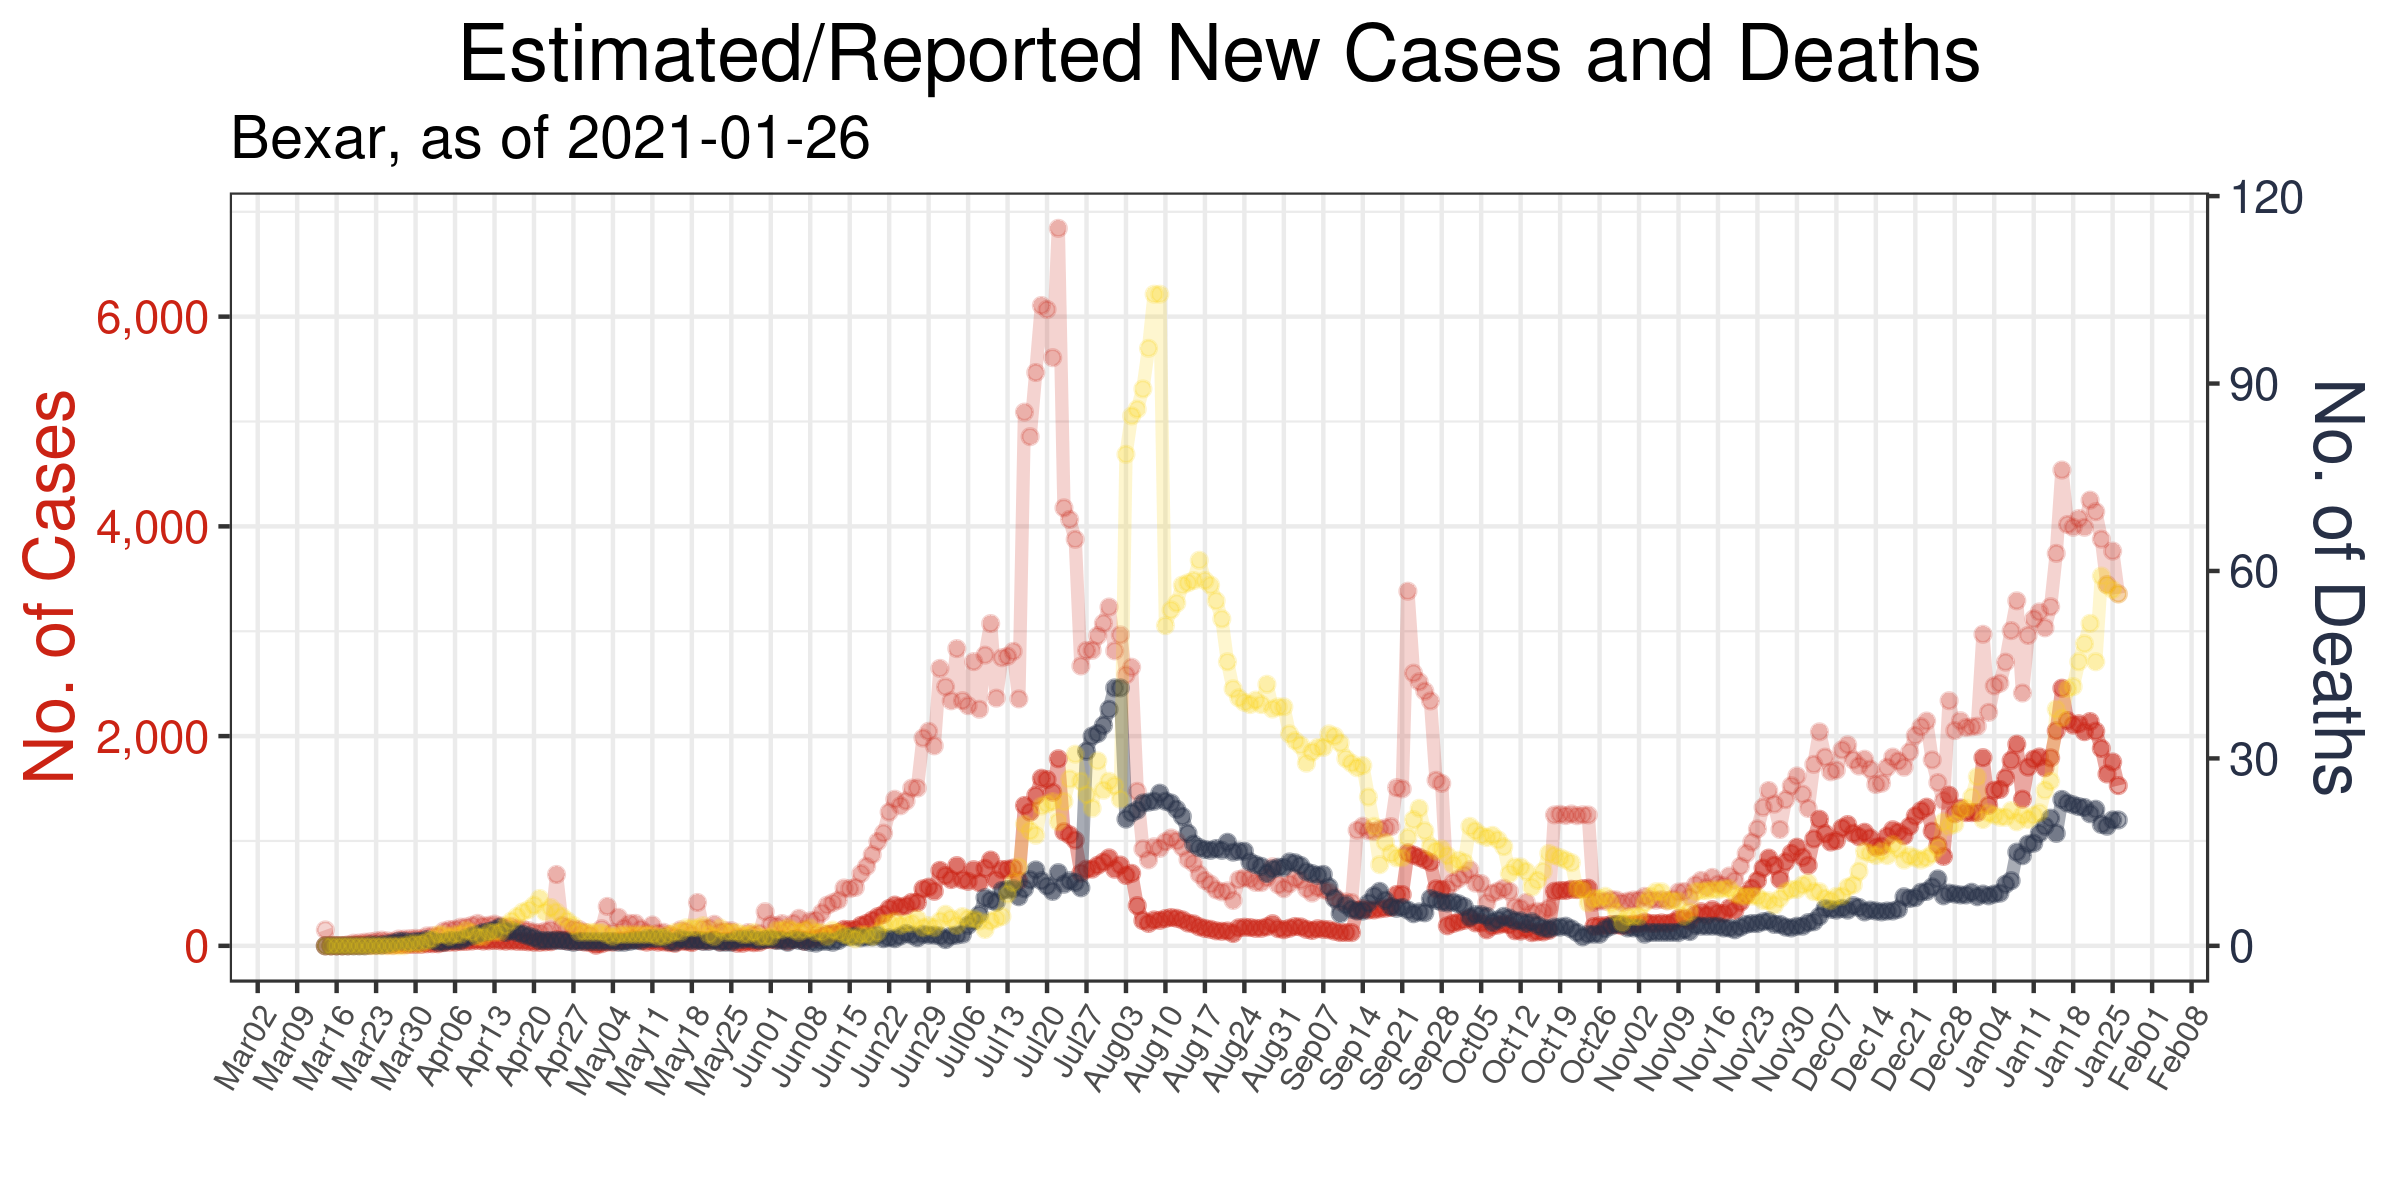 Estimated/Reported New Cases and Deaths
Bexar, as of 2021-01-26
No. of Cases
6,000
4,000
2,000
0
120
90
60
30
0
No. of Deaths
Mar02 Mar09 Mar16 Mar23 Mar30 Apr06 Apr13 Apr20 Apr27 May04 May11 May18 May25 Jun01 Jun08 Jun15 Jun22 Jun29 Jul06 Jul13 Jul20 Jul27 Aug03 Aug10 Aug17 Aug24 Aug31 Sep07 Sep14 Sep21 Sep28 Oct05 Oct12 Oct19 Oct26 Nov02 Nov09 Nov16 Nov23 Nov30 Nov07 Dec07 Dec14 Dec21 Dec28 Dec04 Jan11 Jan18 Jan25 Feb01 Feb08